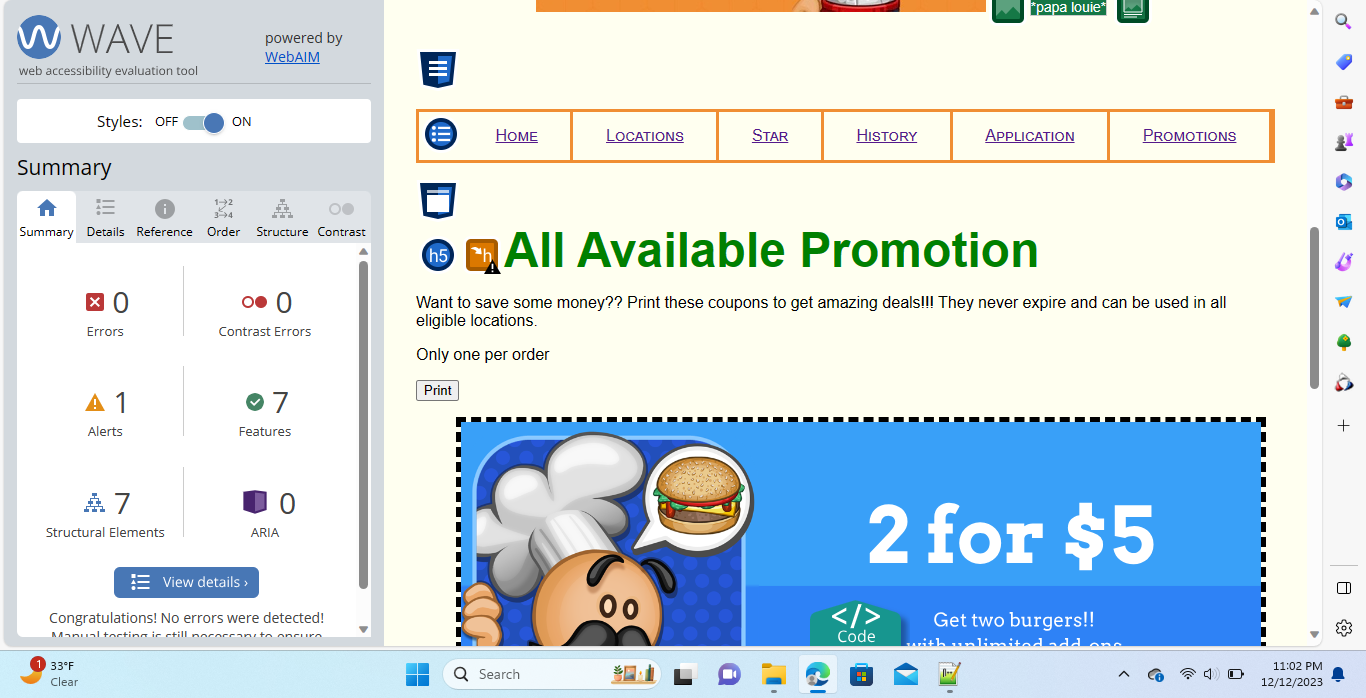 WAVE
powered by
WebAIM
web accessibility evaluation tool
Styles: OFF ON
Summary
Summary Details Reference Order Structure Contrast
0 0
Errors Contrast Errors
1 7
Alerts Features
7 0
Structural Elements ARIA
View details ›
Congratulations! No errors were detected!
Manual testing is still necessary to ensure
*papa louie*
Home Locations Star History Application Promotions
h5 h All Available Promotion
Want to save some money?? Print these coupons to get amazing deals!!! They never expire and can be used in all
eligible locations.
Only one per order
Print
2 for $5
Get two burgers!!
with unlimited add-ons
</>
Code
1 33°F
Clear
Search
11:02 PM
12/12/2023